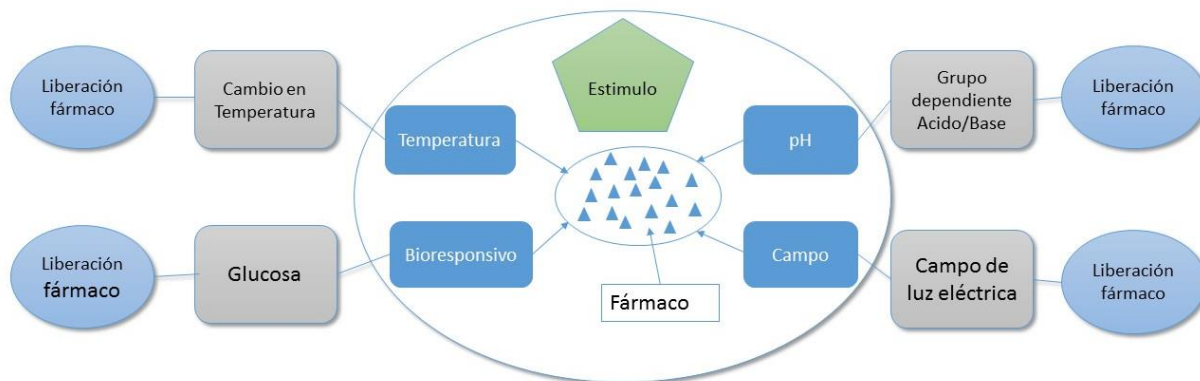 Liberación
fármaco
Cambio en
Temperatura
Temperatura
Estimulo
pH
Grupo
dependiente
Acido/Base
Liberación
fármaco
Liberación
fármaco
Glucosa
Bioresponsivo
Fármaco
Campo
Campo de
luz eléctrica
Liberación
fármaco